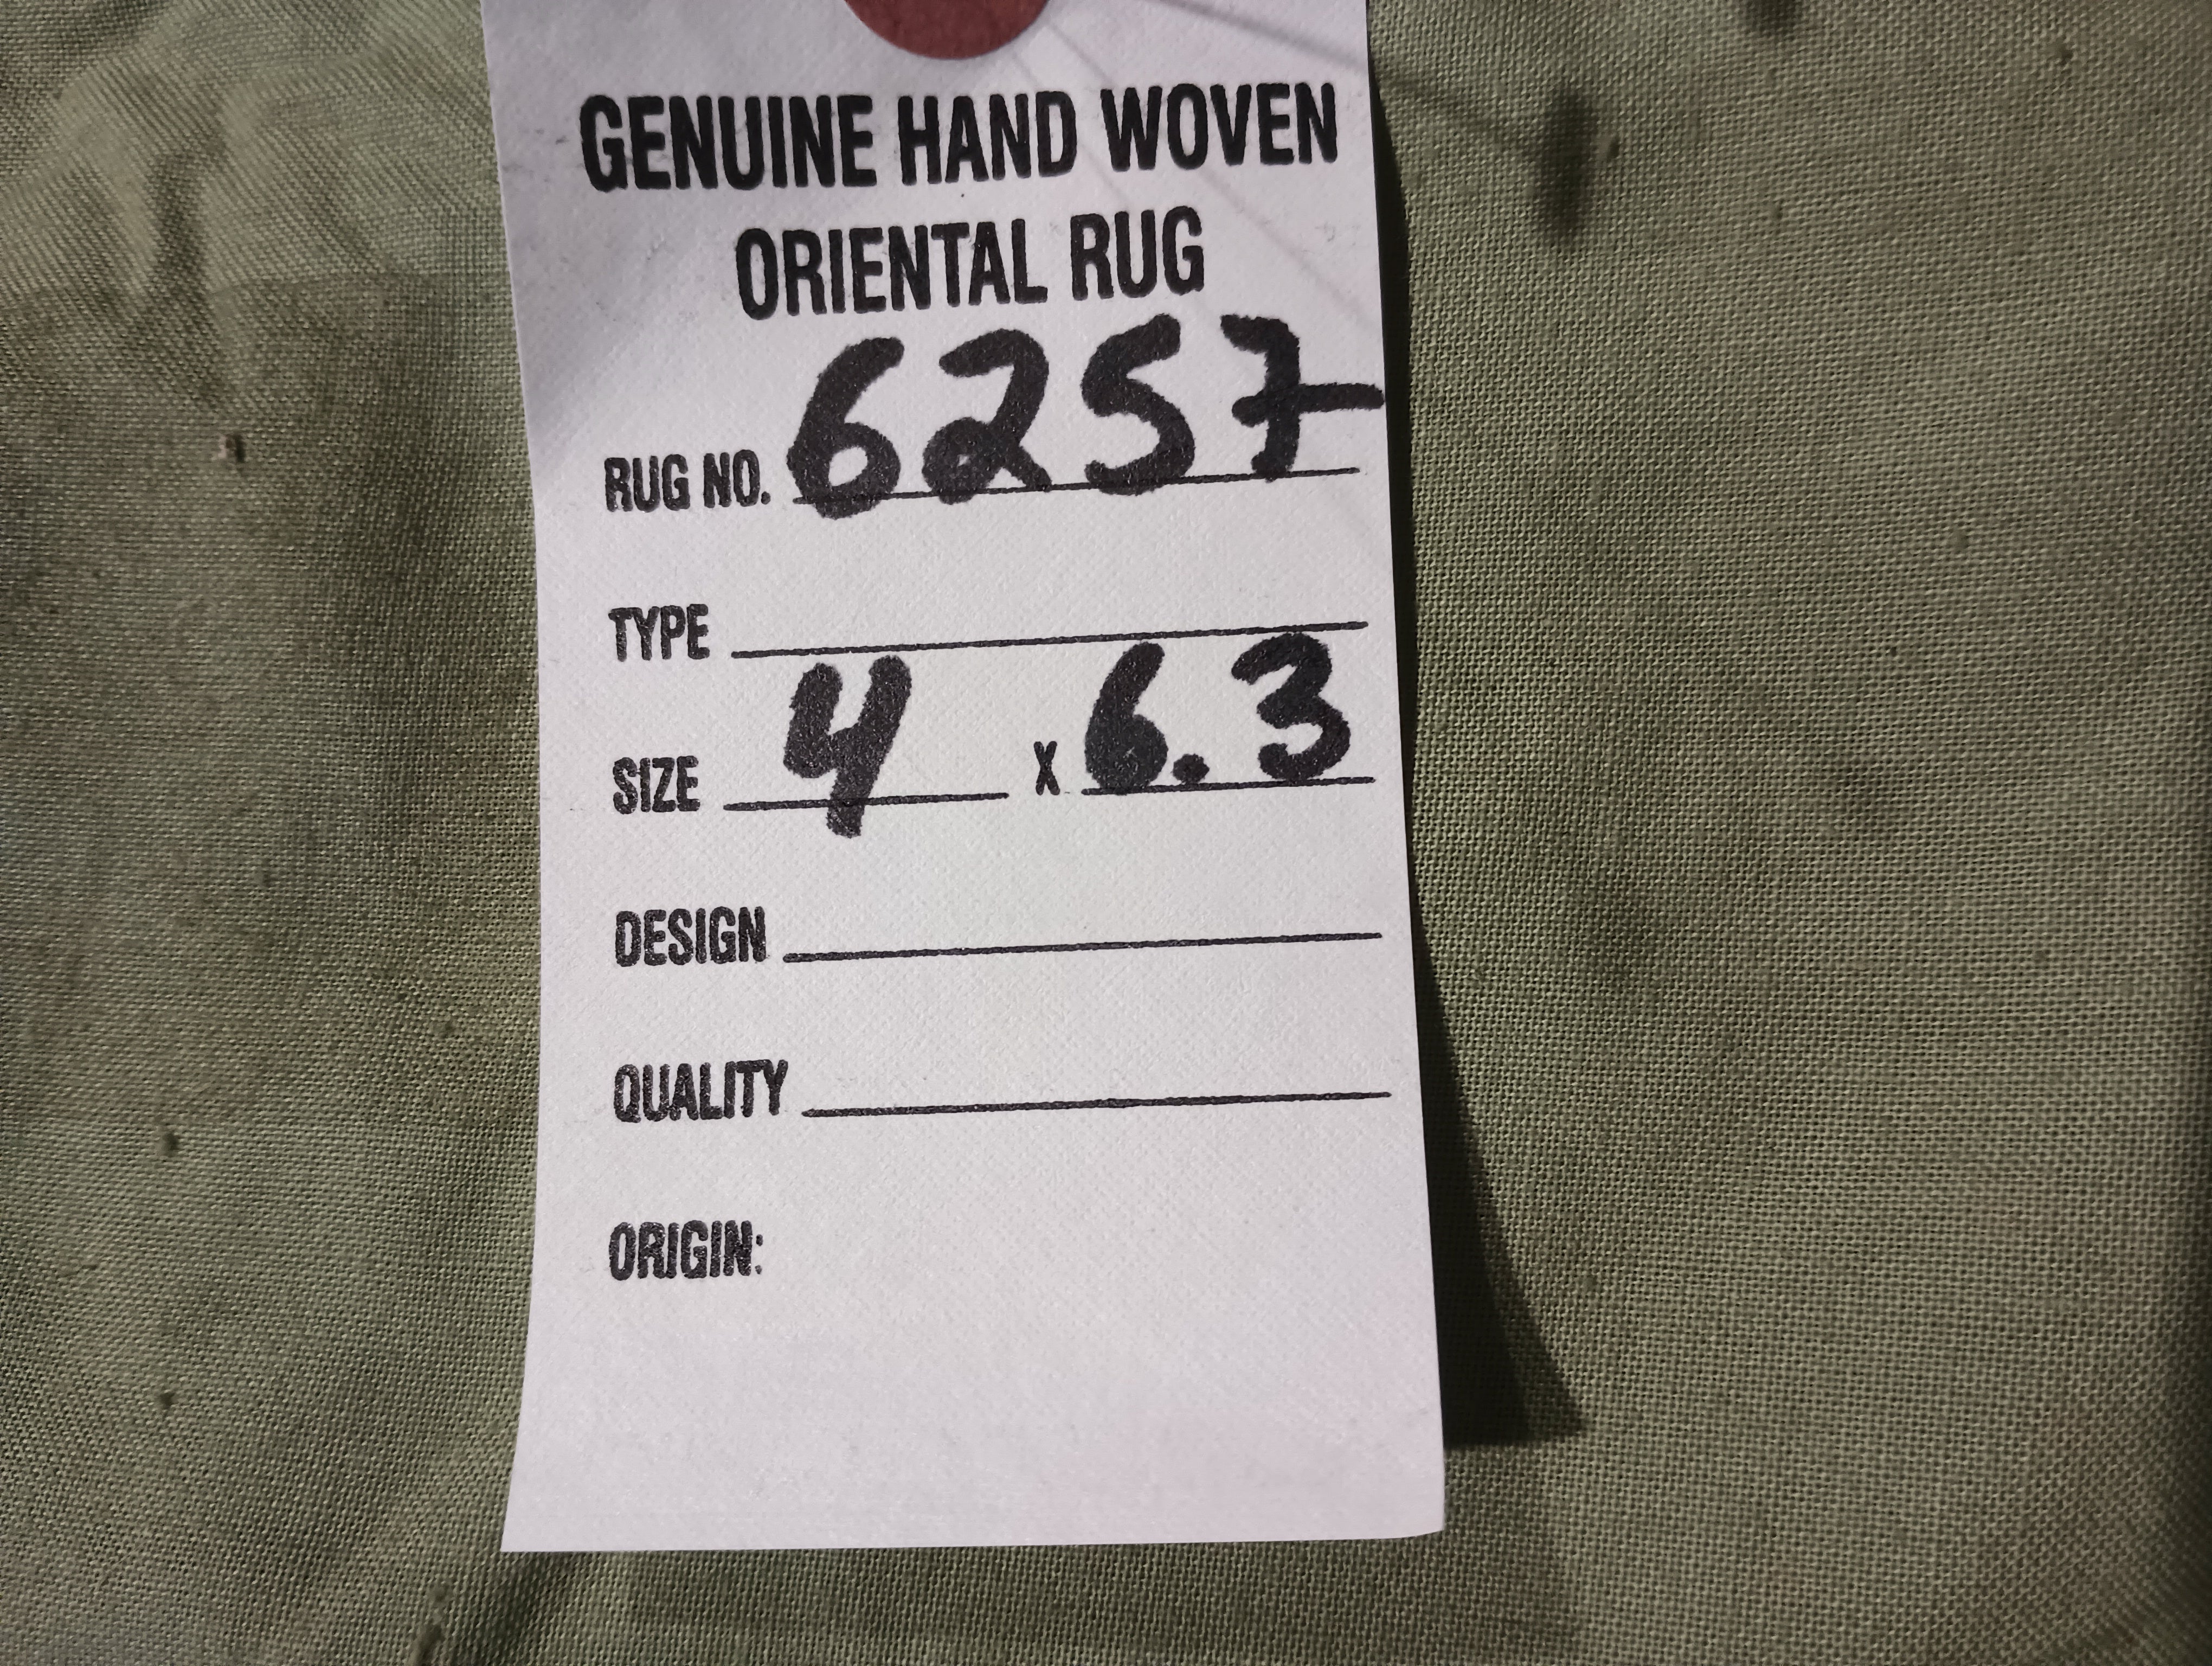 GENUINE HAND WOVEN
ORIENTAL RUG
RUG NO. 6257
TYPE
SIZE 4 X 6.3
DESIGN
QUALITY
ORIGIN: